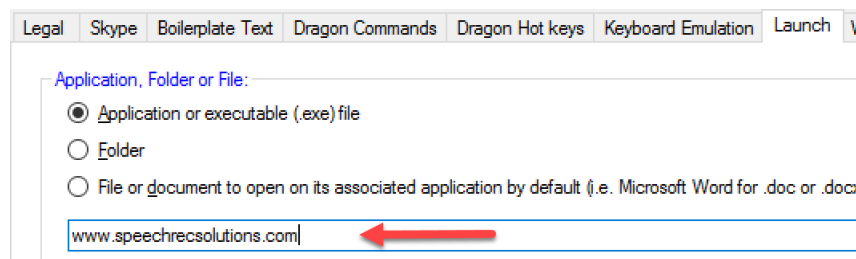 Legal Skype Boilerplate Text Dragon Commands Dragon Hot keys Keyboard Emulation Launch
Application, Folder or File:
Application or executable (.exe) file
Folder
File or document to open on its associated application by default (i.e. Microsoft Word for .doc or .docx
www.speechrecsolutions.com